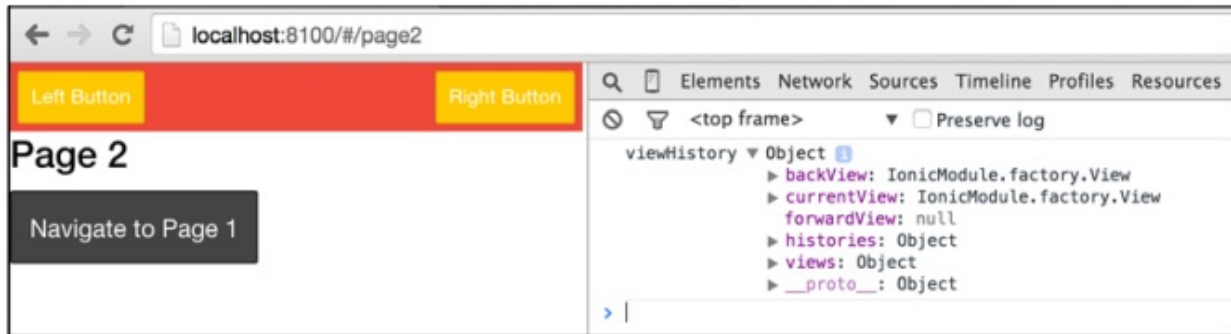 localhost:8100/#/page2
Left Button
Right Button
Page 2
Navigate to Page 1
Elements Network Sources Timeline Profiles Resources
<top frame> ▼ Preserve log
viewHistory ▼ Object i
▶ backView: IonicModule.factory.View
▶ currentView: IonicModule.factory.View
forwardView: null
▶ histories: Object
▶ views: Object
▶ __proto__: Object
>